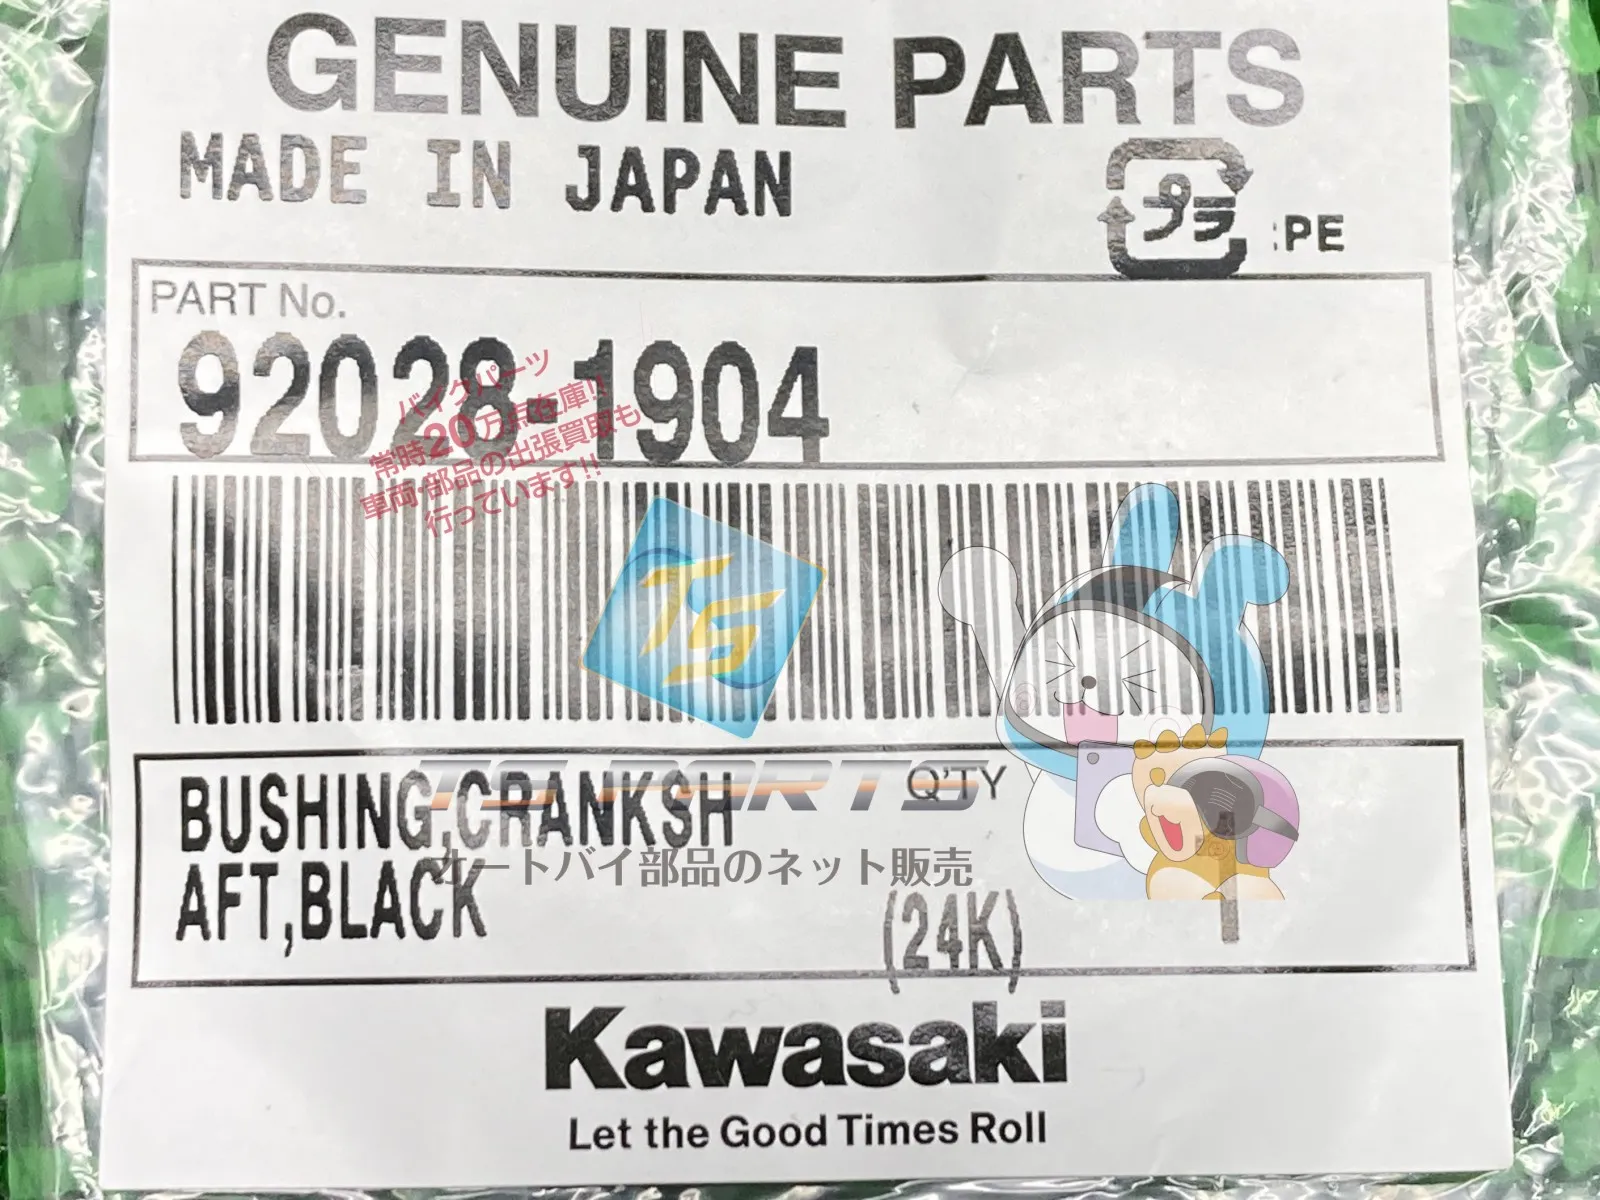 GENUINE PARTS
MADE IN JAPAN
プラ
:PE
PART No.
92028-1904
バイクパーツ
常時20万点在庫!!
車両・部品の出張買取も
行っています!!
TS
TS PARTS
オートバイ部品のネット販売
BUSHING,CRANKSH
AFT,BLACK
Q'TY
1
(24K)
Kawasaki
Let the Good Times Roll